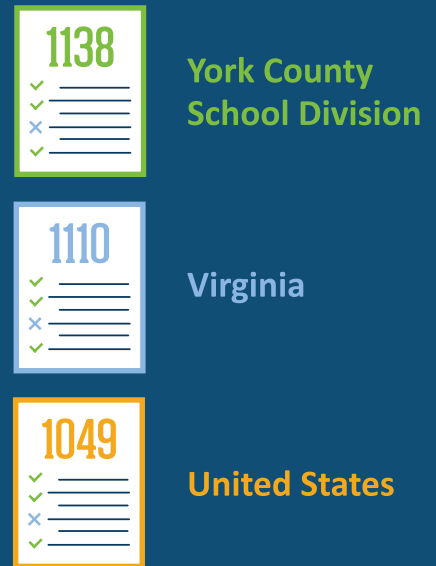 1138
York County
School Division
1110
Virginia
1049
United States